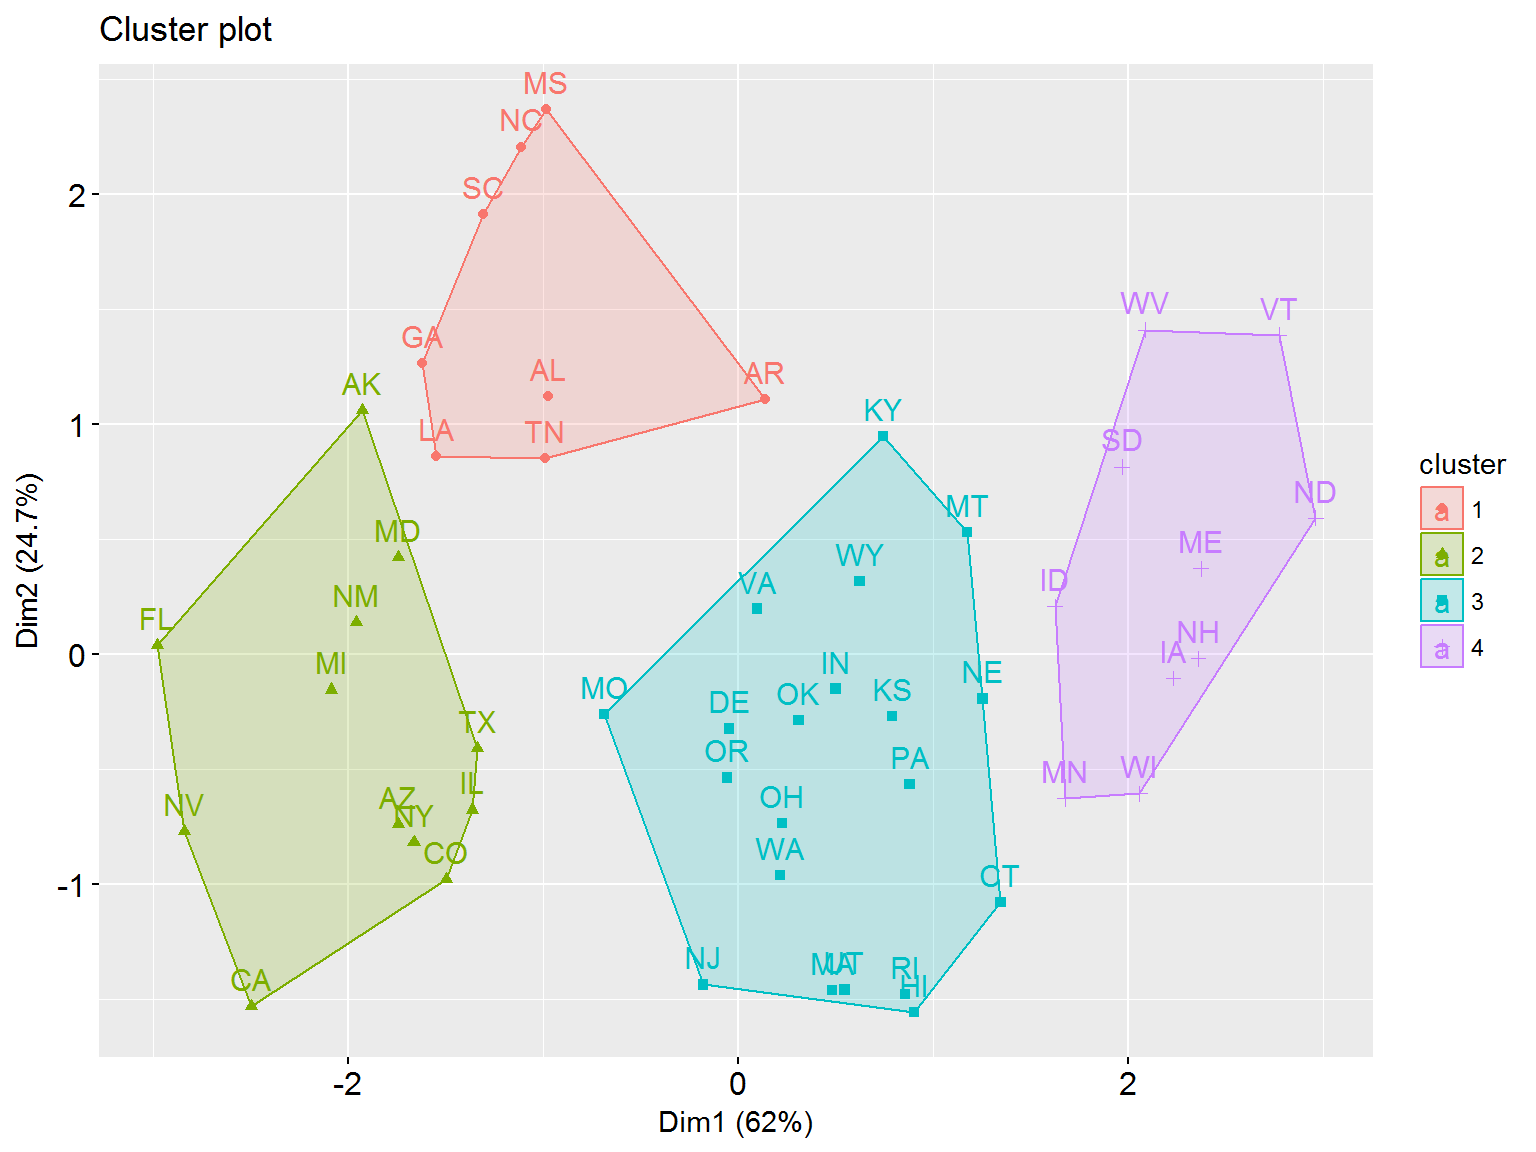 Cluster plot
MS
NC
SC
GA
AL
AR
LA
TN
AK
KY
MD
NM
FL
MI
TX
IL
AZ
NY
NV
CO
CA
MT
WY
VA
IN
NE
MO
DE
OK
KS
OR
PA
OH
WA
CT
NJ
MA
UT
RI
HI
WV
VT
SD
ND
ME
ID
NH
IA
MN
WI
2
1
0
-1
Dim2 (24.7%)
-2
0
2
Dim1 (62%)
cluster
a 1
a 2
a 3
a 4